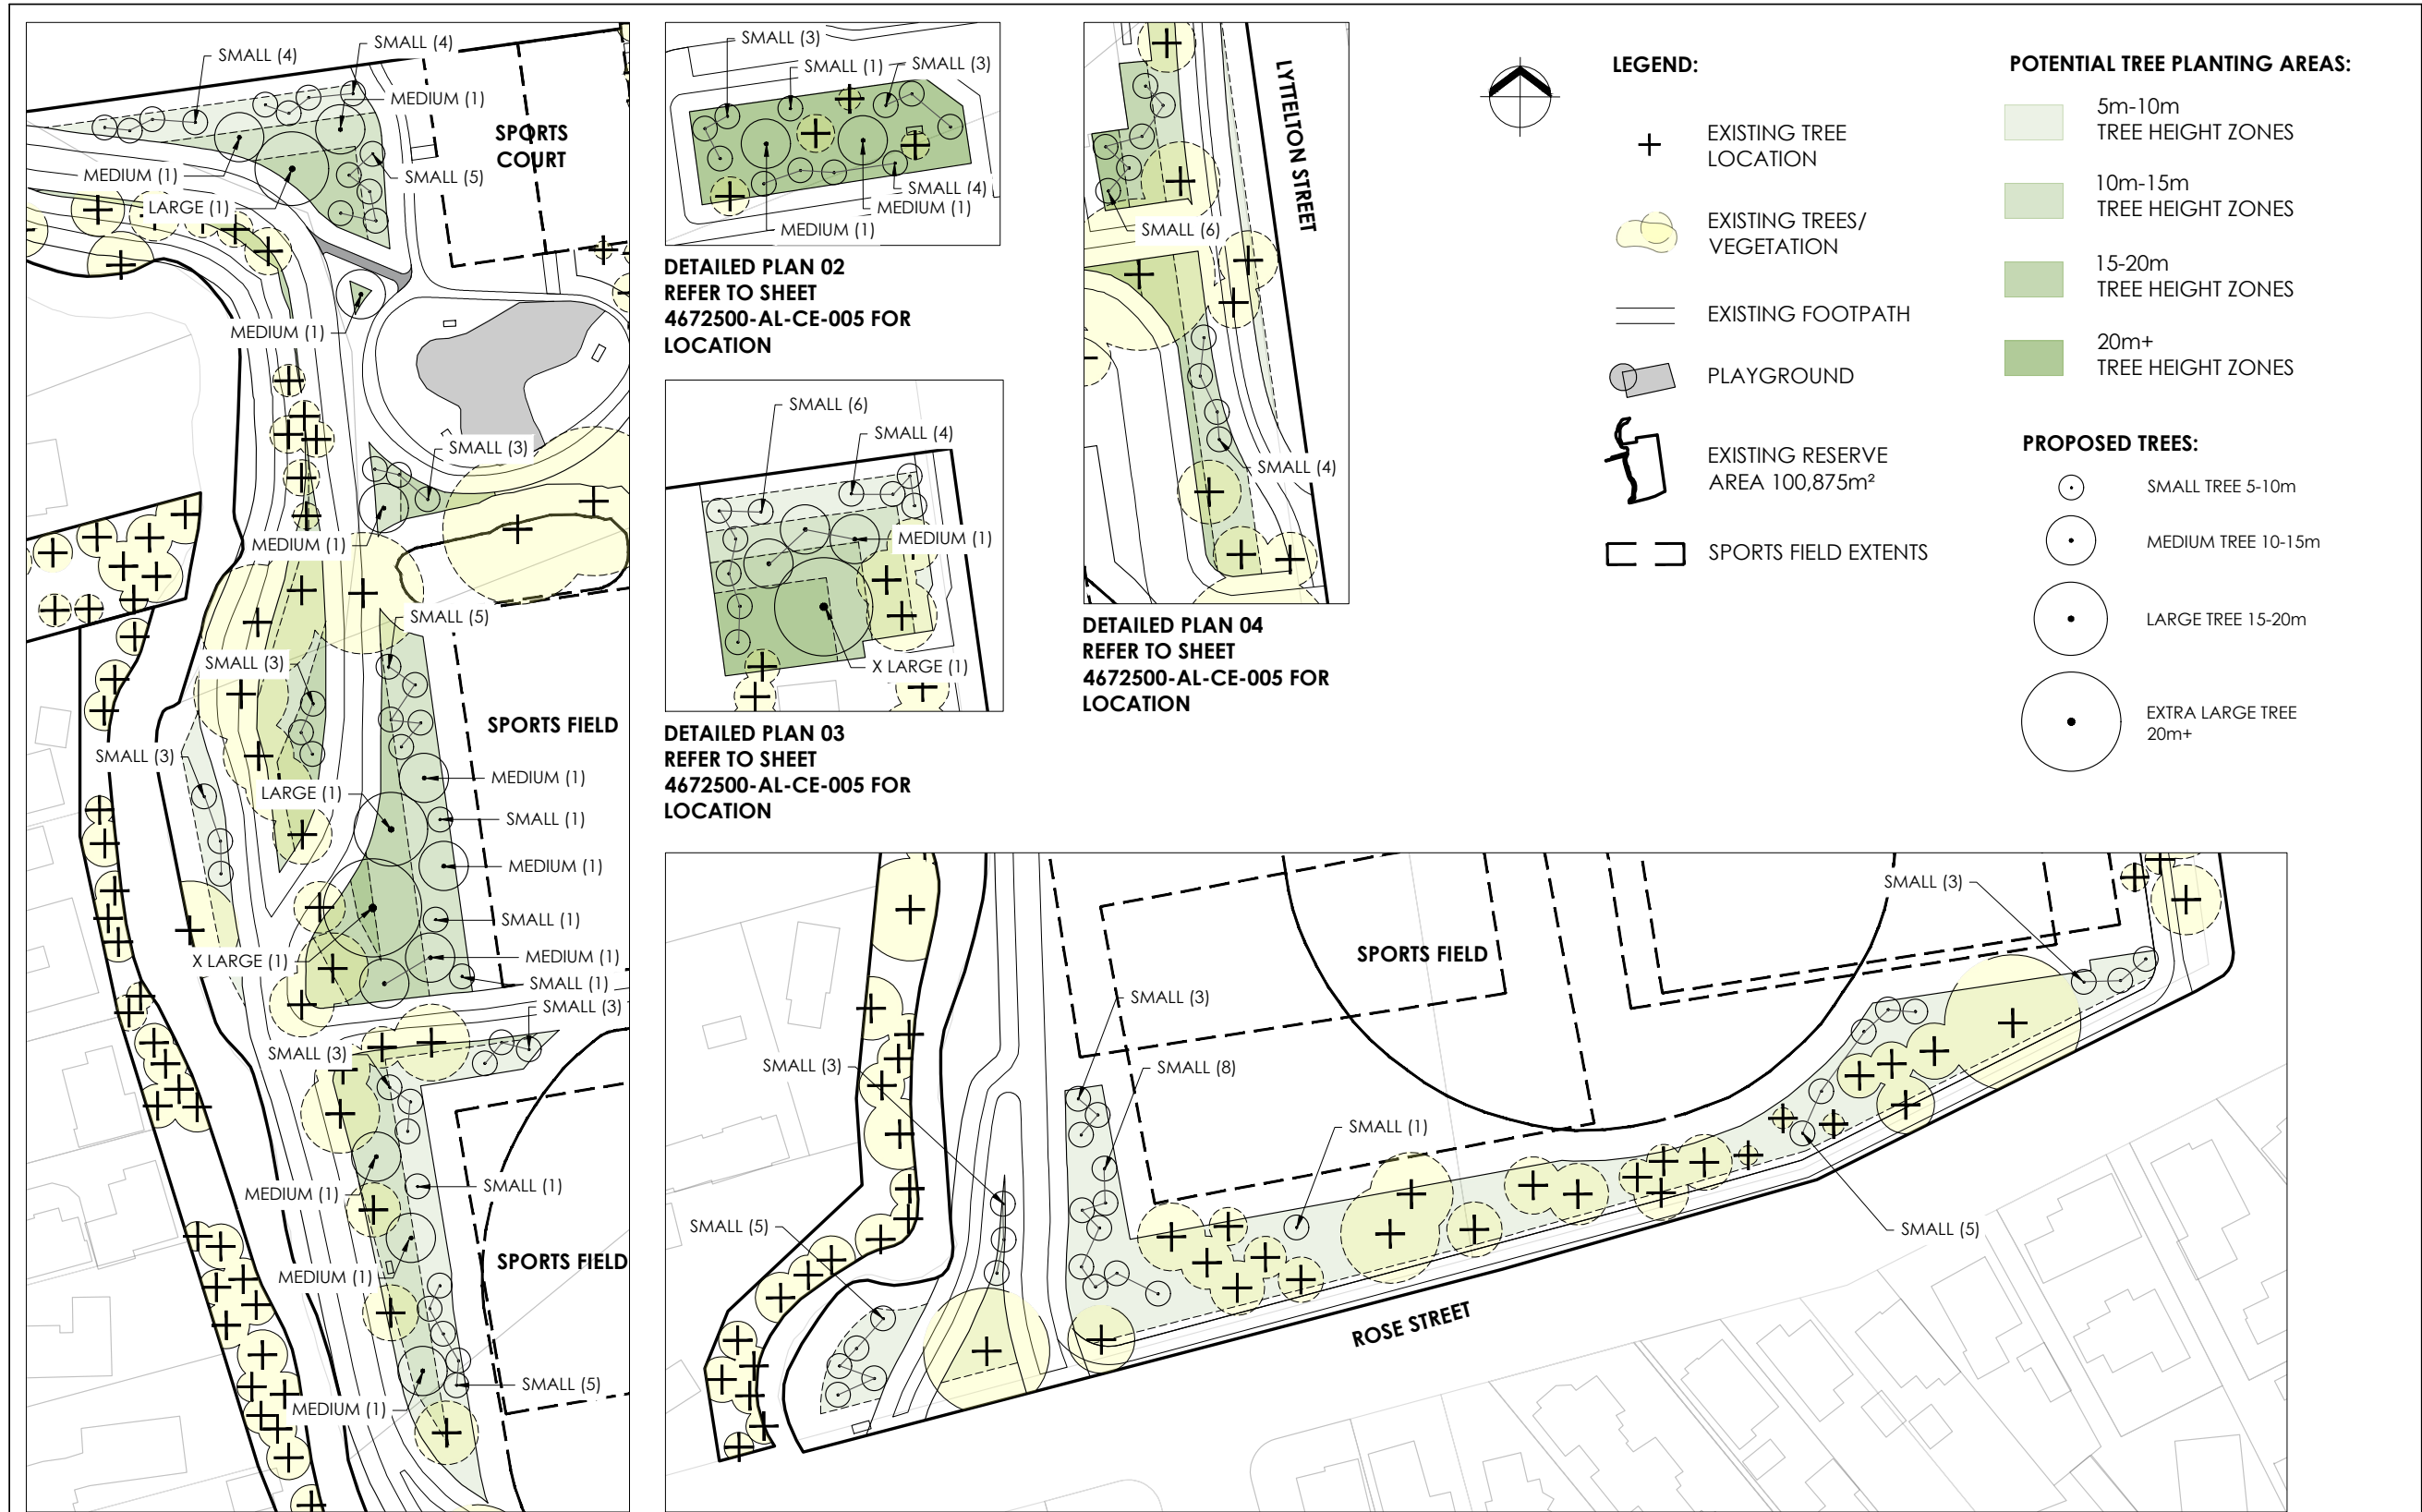 SMALL (4)
SMALL (4)
MEDIUM (1)
SPORTS
COURT
MEDIUM (1)
SMALL (5)
LARGE (1)
MEDIUM (1)
SMALL (3)
MEDIUM (1)
SMALL (5)
SMALL (3)
SPORTS FIELD
SMALL (3)
MEDIUM (1)
LARGE (1)
SMALL (1)
MEDIUM (1)
SMALL (1)
X LARGE (1)
MEDIUM (1)
SMALL (1)
SMALL (3)
SMALL (3)
MEDIUM (1)
SMALL (1)
SPORTS FIELD
MEDIUM (1)
SMALL (5)
MEDIUM (1)
SMALL (3)
SMALL (1)
SMALL (3)
SMALL (4)
MEDIUM (1)
MEDIUM (1)
DETAILED PLAN 02
REFER TO SHEET
4672500-AL-CE-005 FOR
LOCATION
SMALL (6)
SMALL (4)
MEDIUM (1)
X LARGE (1)
DETAILED PLAN 03
REFER TO SHEET
4672500-AL-CE-005 FOR
LOCATION
LYTTELTON STREET
SMALL (6)
SMALL (4)
DETAILED PLAN 04
REFER TO SHEET
4672500-AL-CE-005 FOR
LOCATION
LEGEND:
EXISTING TREE
LOCATION
EXISTING TREES/
VEGETATION
EXISTING FOOTPATH
PLAYGROUND
EXISTING RESERVE
AREA 100,875m²
SPORTS FIELD EXTENTS
POTENTIAL TREE PLANTING AREAS:
5m-10m
TREE HEIGHT ZONES
10m-15m
TREE HEIGHT ZONES
15-20m
TREE HEIGHT ZONES
20m+
TREE HEIGHT ZONES
PROPOSED TREES:
SMALL TREE 5-10m
MEDIUM TREE 10-15m
LARGE TREE 15-20m
EXTRA LARGE TREE
20m+
SMALL (3)
SPORTS FIELD
SMALL (3)
SMALL (3)
SMALL (8)
SMALL (1)
SMALL (5)
SMALL (5)
ROSE STREET